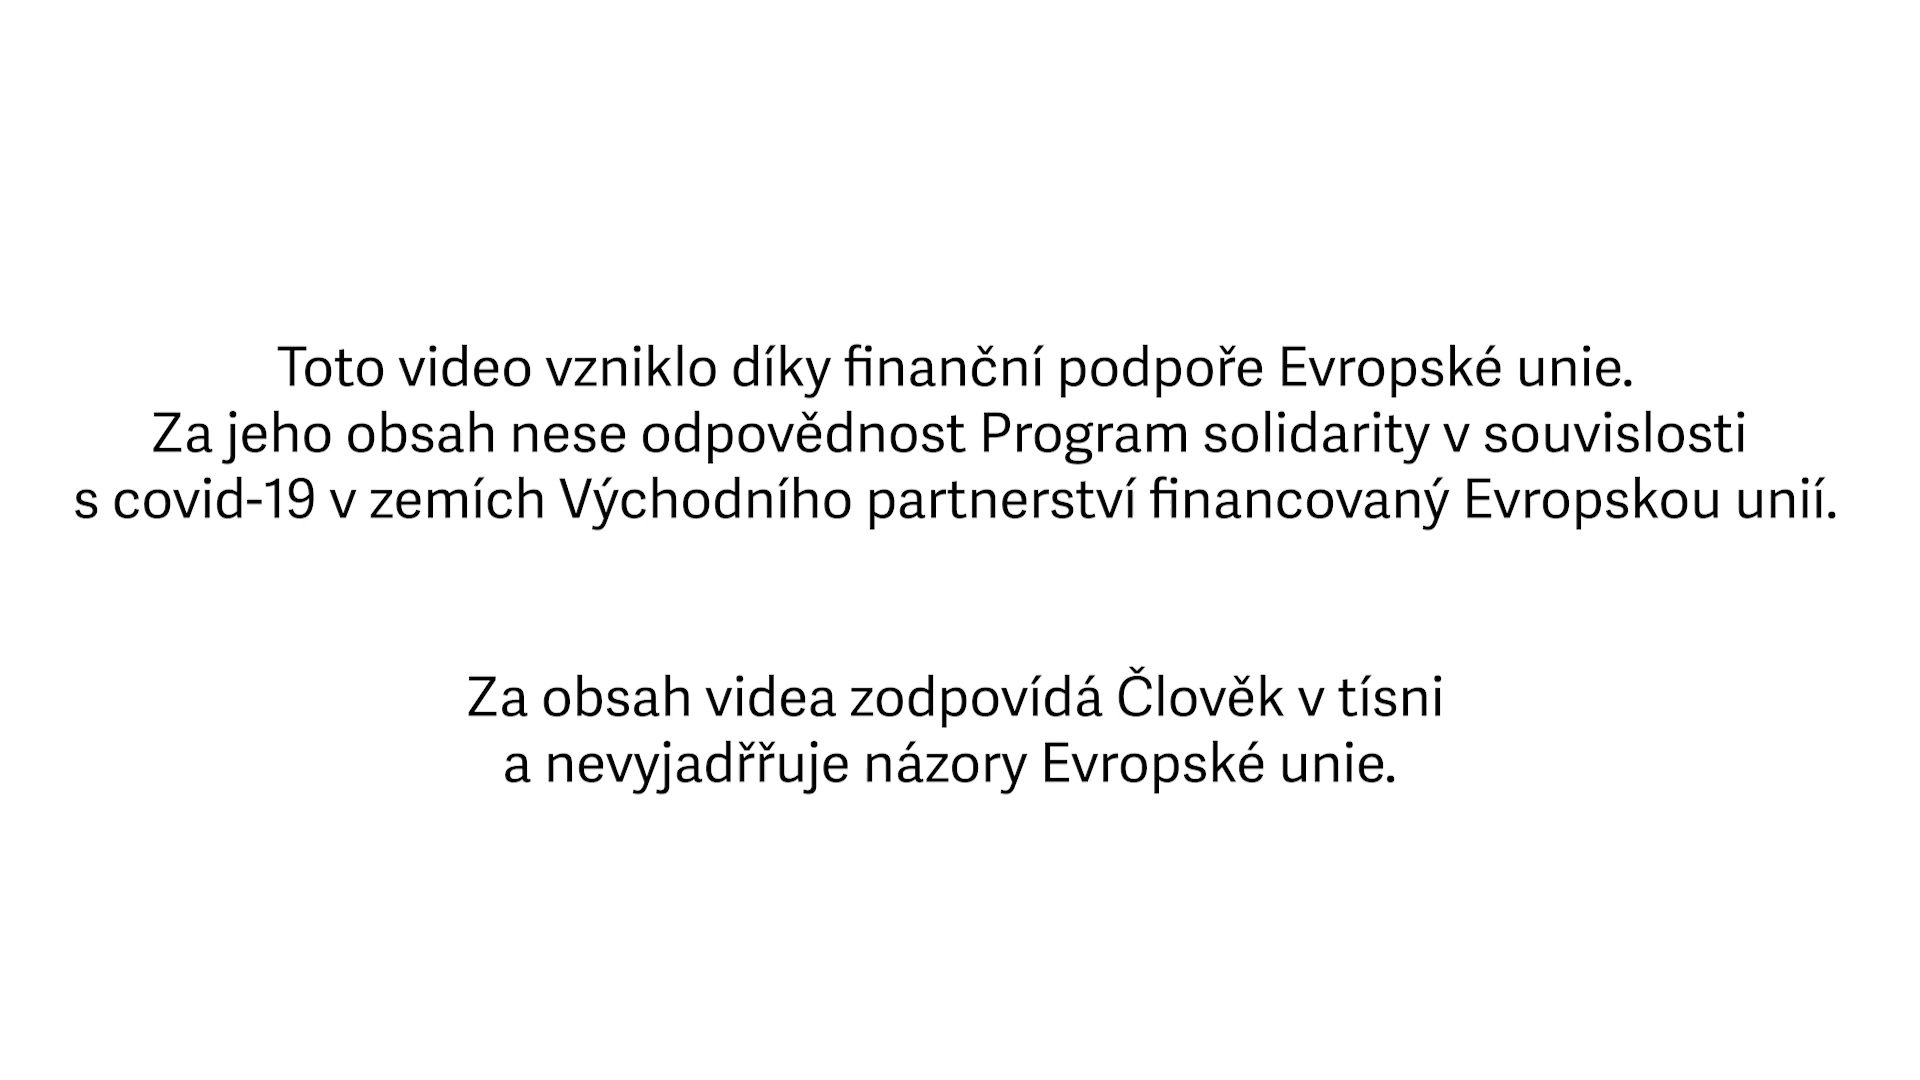 Toto video vzniklo díky finanční podpoře Evropské unie.
Za jeho obsah nese odpovědnost Program solidarity v souvislosti
s covid-19 v zemích Východního partnerství financovaný Evropskou unií.
Za obsah videa zodpovídá Člověk v tísni
a nevyjadřřuje názory Evropské unie.